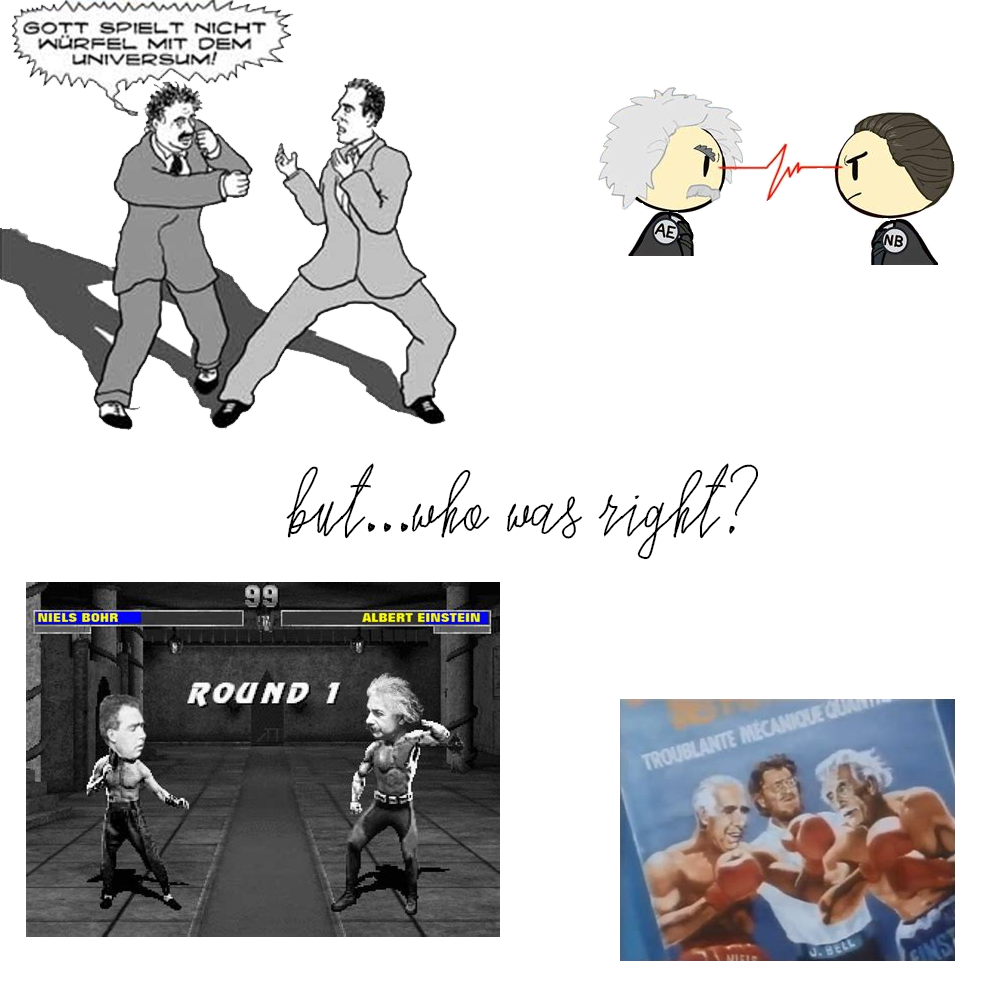 GOTT SPIELT NICHT
WÜRFEL MIT DEM
UNIVERSUM!
AE
NB
but...who was right?
99
NIELS BOHR
ALBERT EINSTEIN
ROUND 1
TROUBLANTE MÉCANIQUE
J. BELL
NIELS